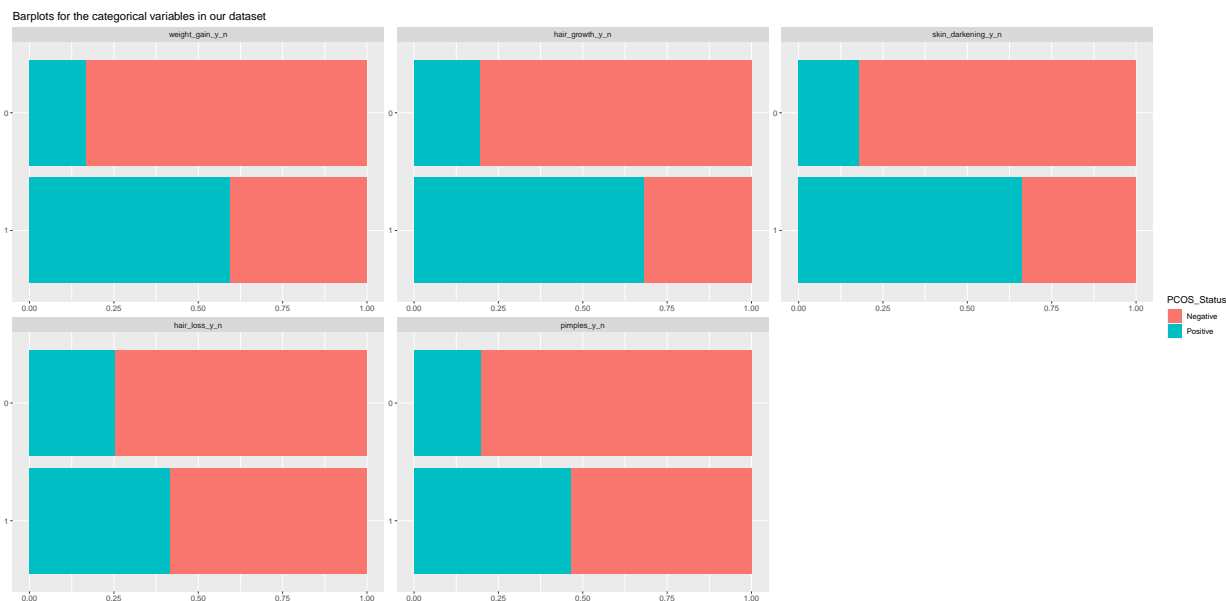 Barplots for the categorical variables in our dataset
weight_gain_y_n
hair_growth_y_n
skin_darkening_y_n
0
1
0
1
0
1
0.00 0.25 0.50 0.75 1.00
0.00 0.25 0.50 0.75 1.00
0.00 0.25 0.50 0.75 1.00
hair_loss_y_n
pimples_y_n
0
1
0
1
0.00 0.25 0.50 0.75 1.00
0.00 0.25 0.50 0.75 1.00
PCOS_Status
Negative
Positive